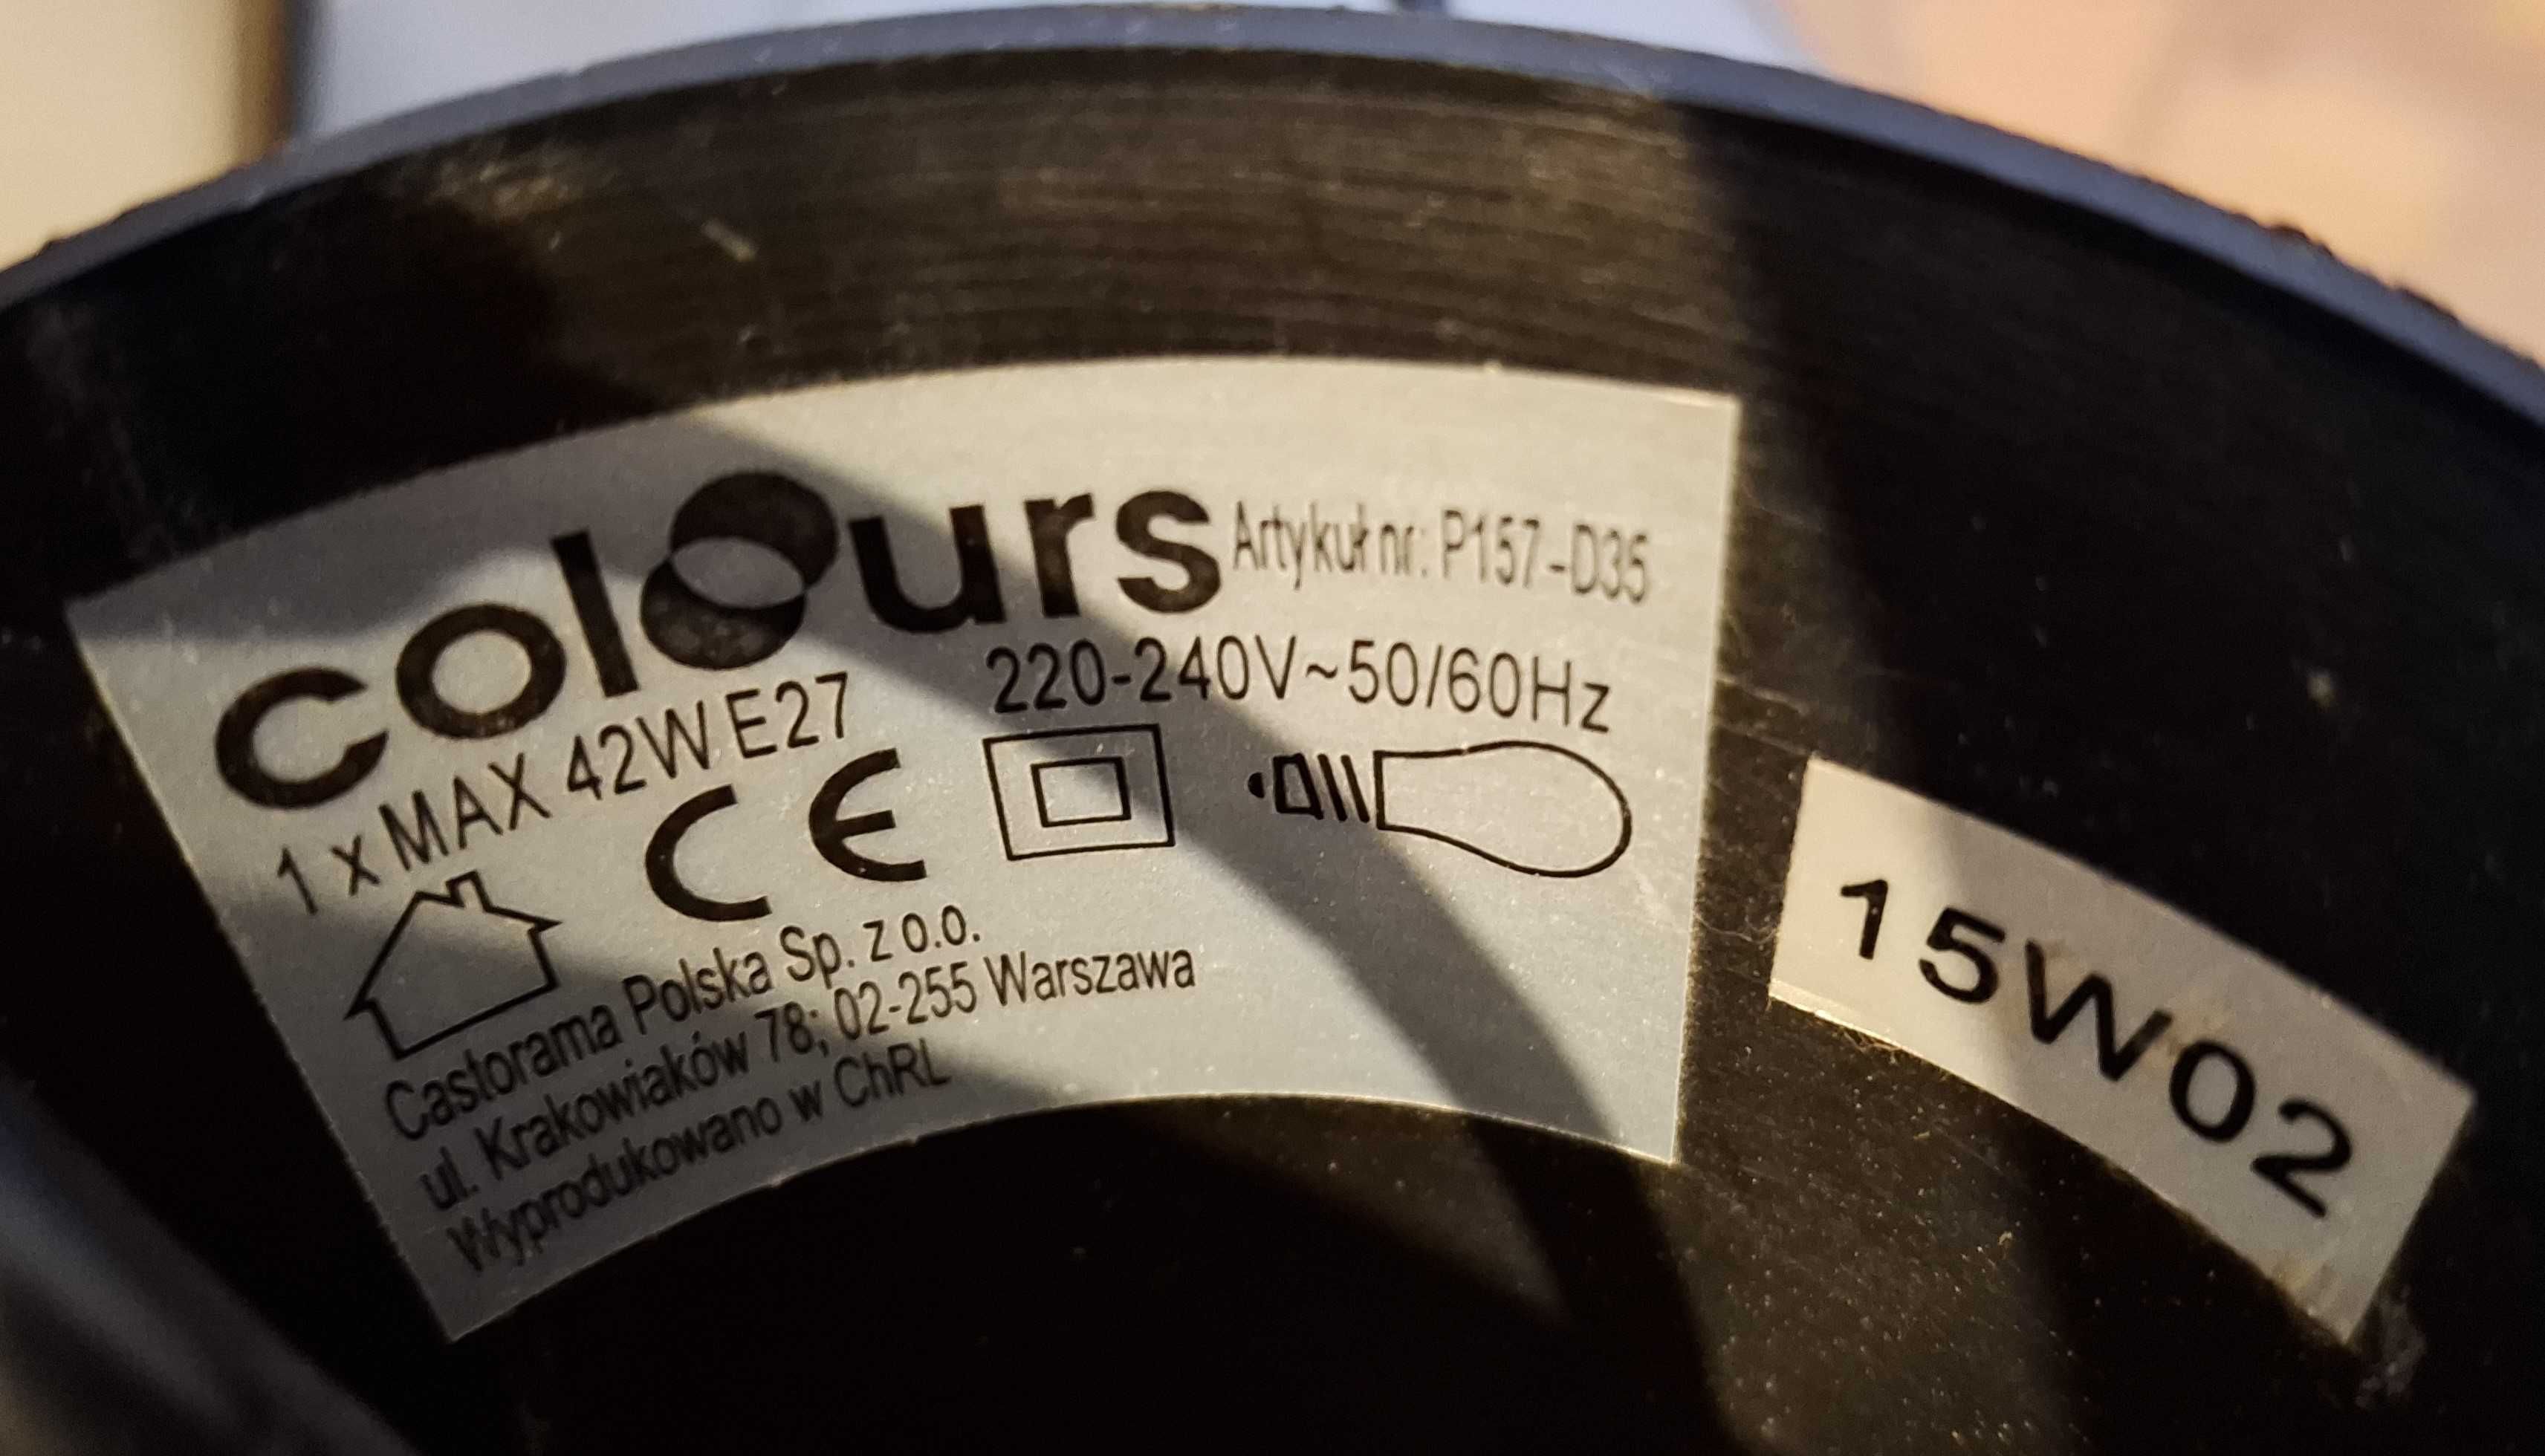 colours Artykuł nr: P157-D35
1 x MAX 42W E27 220-240V~50/60Hz
CE
Castorama Polska Sp. z o.o.
ul. Krakowiaków 78; 02-255 Warszawa
Wyprodukowano w ChRL
15W02